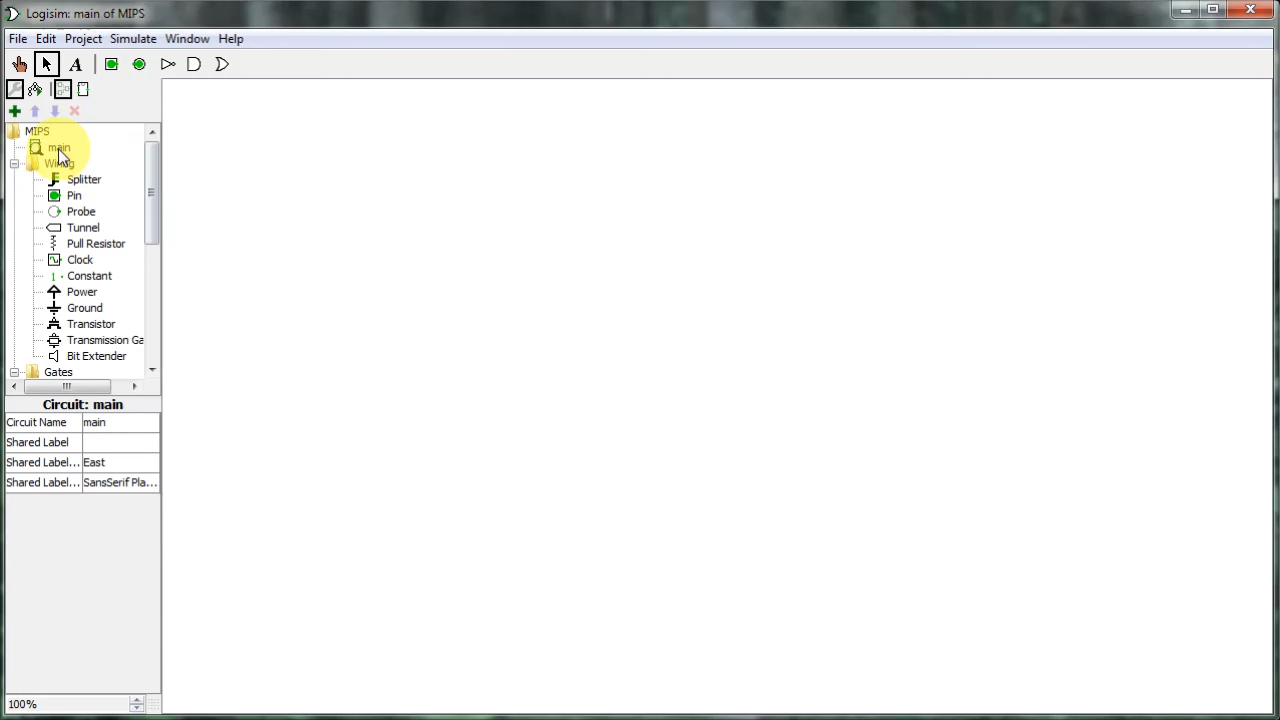 Logisim: main of MIPS
File Edit Project Simulate Window Help
A
MIPS
main
Wiring
Splitter
Pin
Probe
Tunnel
Pull Resistor
Clock
1 Constant
Power
Ground
Transistor
Transmission Ga
Bit Extender
Gates
Circuit: main
Circuit Name main
Shared Label
Shared Label... East
Shared Label... SansSerif Pla...
100%